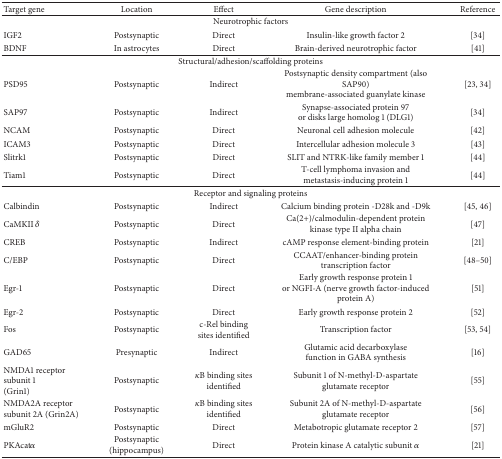 Target gene Location Effect Gene description Reference
Neurotrophic factors
IGF2 Postsynaptic Direct Insulin-like growth factor 2 [34]
BDNF In astrocytes Direct Brain-derived neurotrophic factor [41]
Structural/adhesion/scaffolding proteins
PSD95 Postsynaptic Indirect Postsynaptic density compartment (also
SAP90)
membrane-associated guanylate kinase [23, 34]
SAP97 Postsynaptic Indirect Synapse-associated protein 97
or disks large homolog 1 (DLG1) [34]
NCAM Postsynaptic Direct Neuronal cell adhesion molecule [42]
ICAM3 Postsynaptic Direct Intercellular adhesion molecule 3 [43]
Slitrk1 Postsynaptic Direct SLIT and NTRK-like family member 1 [44]
Tiam1 Postsynaptic Direct T-cell lymphoma invasion and
metastasis-inducing protein 1 [44]
Receptor and signaling proteins
Calbindin Postsynaptic Indirect Calcium binding protein -D28k and -D9k [45, 46]
CaMKII δ Postsynaptic Direct Ca(2+)/calmodulin-dependent protein
kinase type II alpha chain [47]
CREB Postsynaptic Indirect cAMP response element-binding protein [21]
C/EBP Postsynaptic Direct CCAAT/enhancer-binding protein
transcription factor [48–50]
Egr-1 Postsynaptic Direct Early growth response protein 1
or NGFI-A (nerve growth factor-induced
protein A) [51]
Egr-2 Postsynaptic Direct Early growth response protein 2 [52]
Fos Postsynaptic c-Rel binding
sites identified Transcription factor [53, 54]
GAD65 Presynaptic Indirect Glutamic acid decarboxylase
function in GABA synthesis [16]
NMDA1 receptor
subunit 1
(Grin1) Postsynaptic κB binding sites
identified Subunit 1 of N-methyl-D-aspartate
glutamate receptor [55]
NMDA2A receptor
subunit 2A (Grin2A) Postsynaptic κB binding sites
identified Subunit 2A of N-methyl-D-aspartate
glutamate receptor [56]
mGluR2 Postsynaptic Direct Metabotropic glutamate receptor 2 [57]
PKAcatα Postsynaptic
(hippocampus) Direct Protein kinase A catalytic subunit α [21]